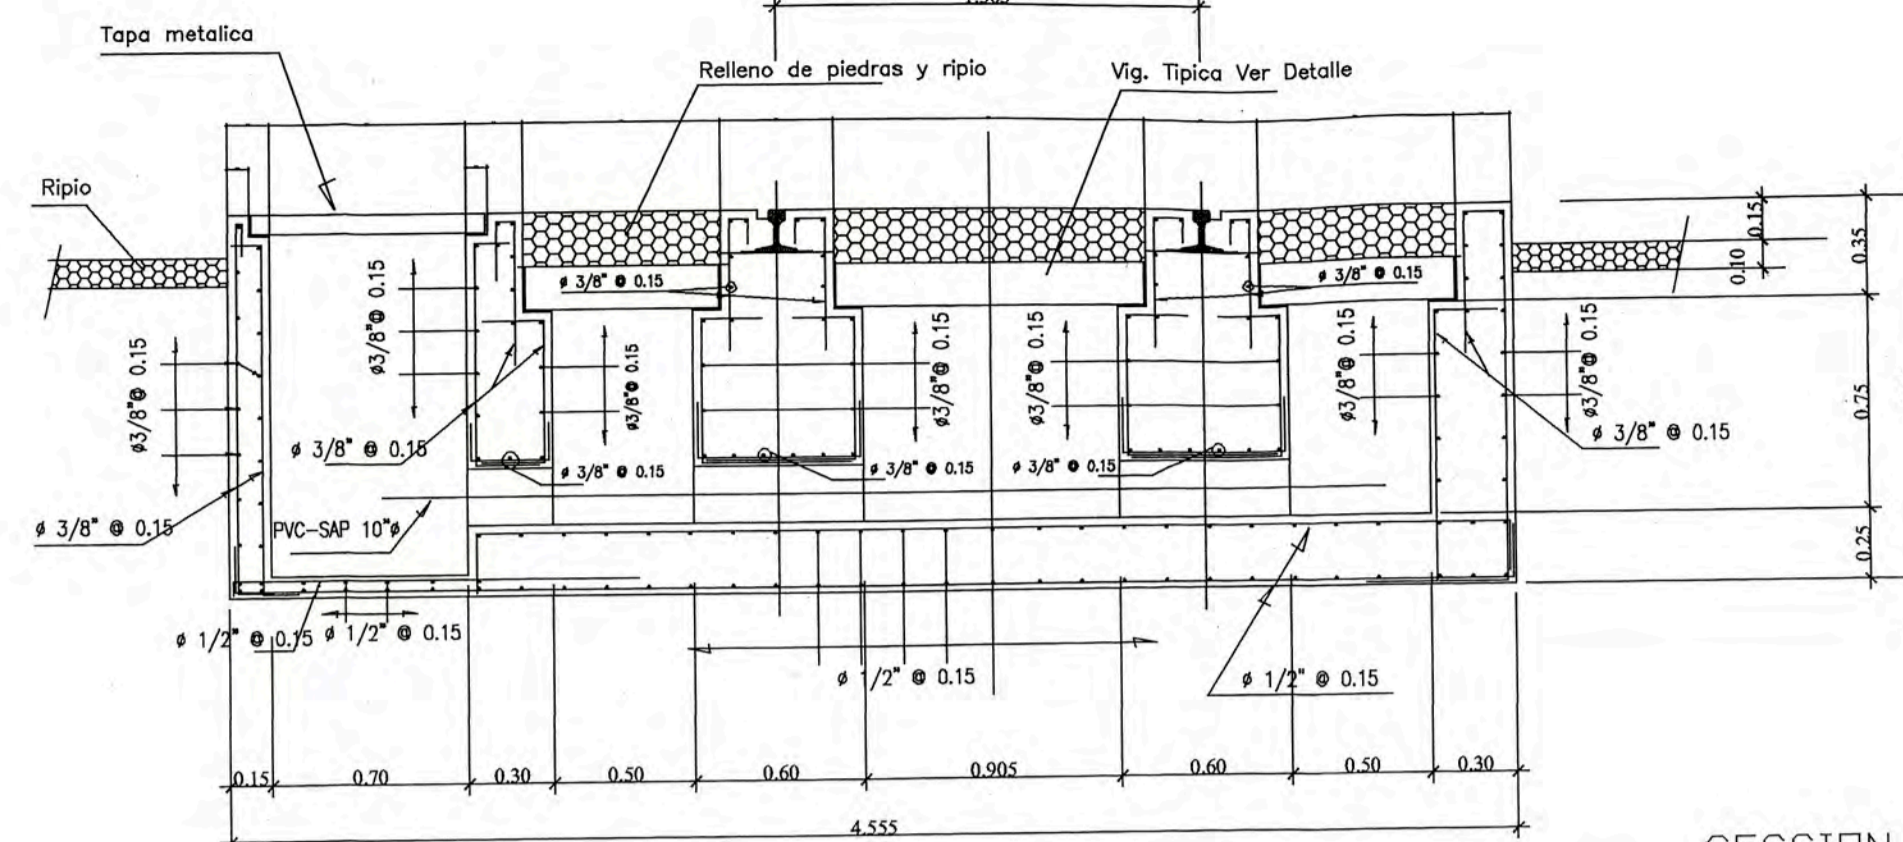 Tapa metalica
Relleno de piedras y ripio
Vig. Tipica Ver Detalle
Ripio
0.15
0.35
0.10
ø 3/8" @ 0.15
ø 3/8" @ 0.15
ø3/8"@ 0.15
ø3/8"@ 0.15
ø3/8"@ 0.15
ø3/8"@ 0.15
ø3/8"@ 0.15
ø3/8"@ 0.15
ø3/8"@ 0.15
0.75
ø 3/8" @ 0.15
ø 3/8" @ 0.15
ø 3/8" @ 0.15
ø 3/8" @ 0.15
ø 3/8" @ 0.15
ø 3/8" @ 0.15
PVC-SAP 10"ø
0.25
ø 1/2" @ 0.15
ø 1/2" @ 0.15
ø 1/2" @ 0.15
ø 1/2" @ 0.15
0.15
0.70
0.30
0.50
0.60
0.905
0.60
0.50
0.30
4.555